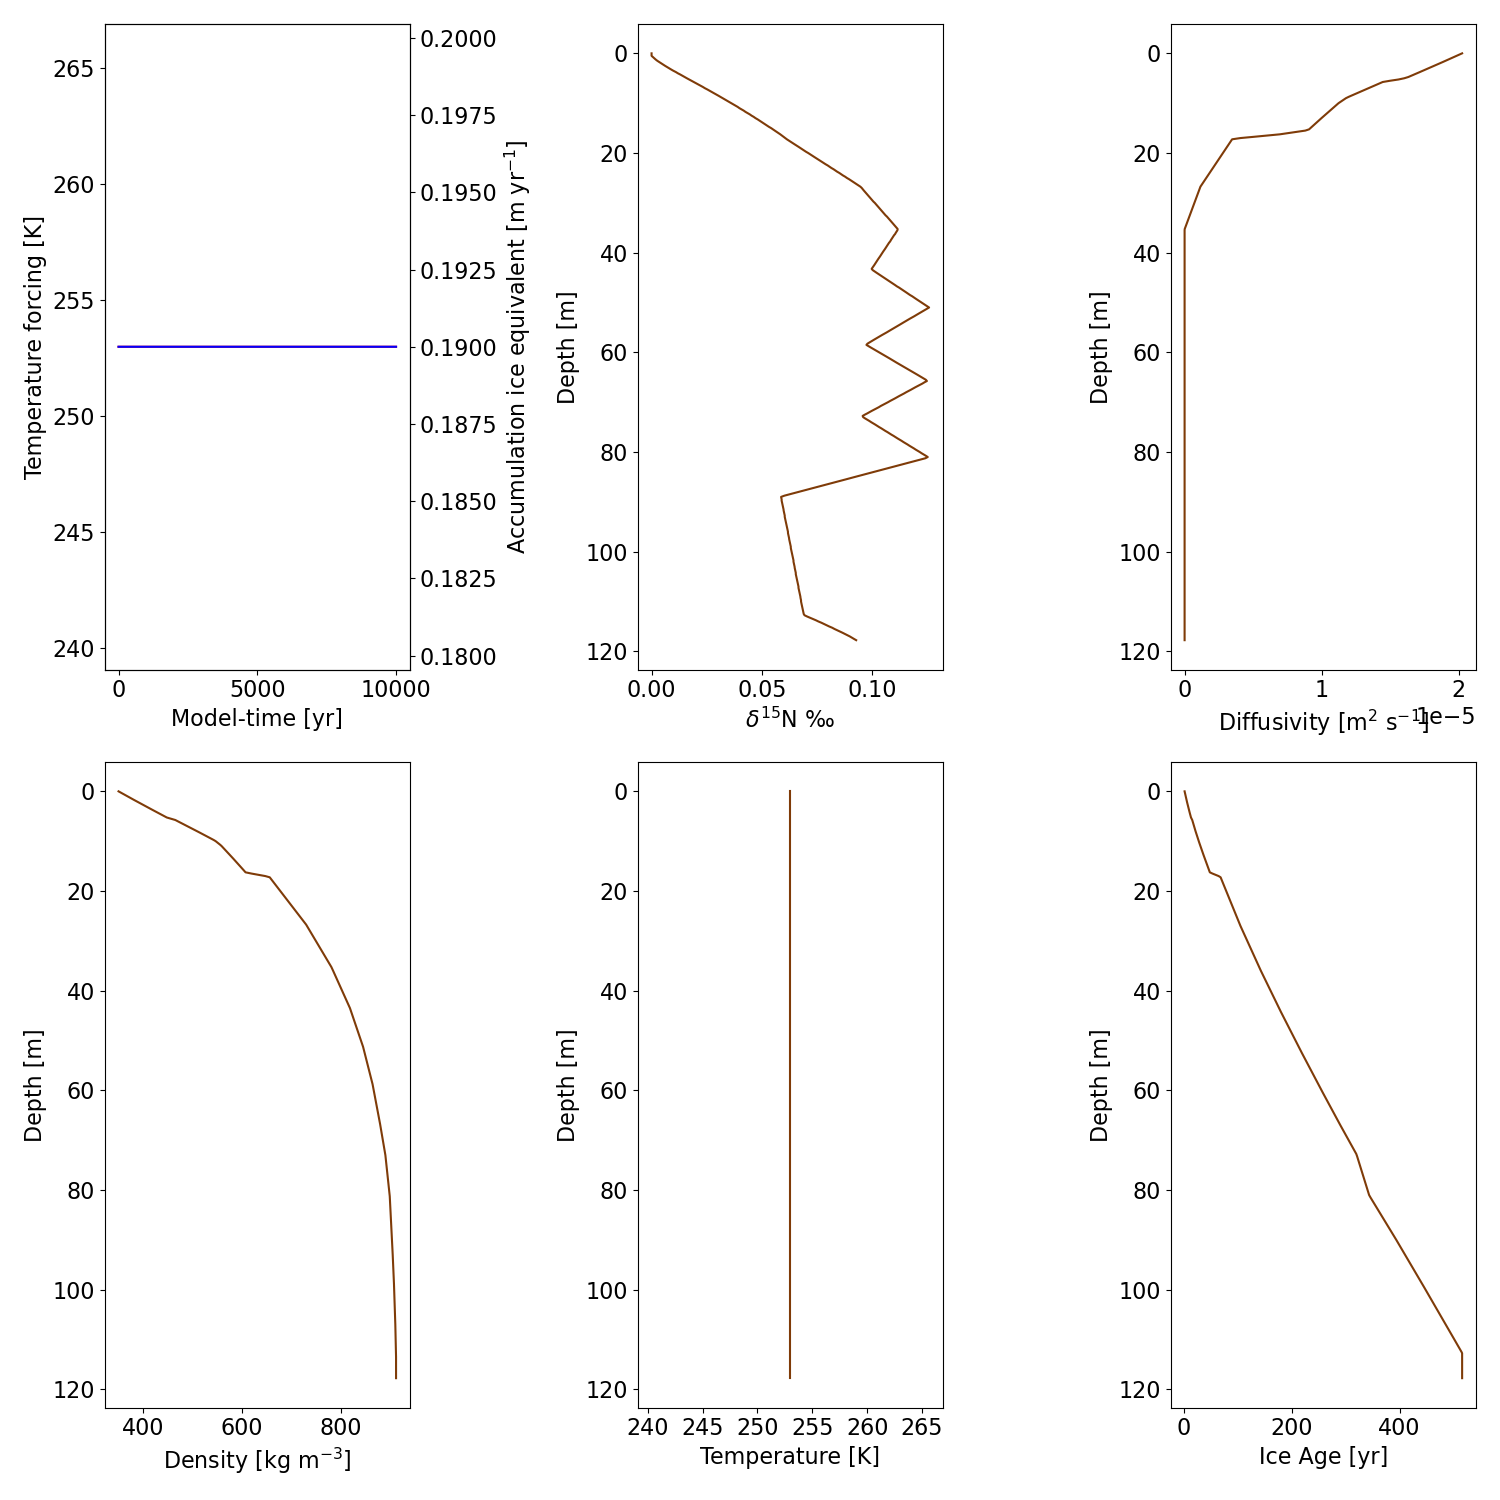 Temperature forcing [K]
265
260
255
250
245
240
0.2000
0.1975
0.1950
0.1925
0.1900
0.1875
0.1850
0.1825
0.1800
Accumulation ice equivalent [m yr⁻¹]
0 5000 10000
Model-time [yr]
Depth [m]
0
20
40
60
80
100
120
0.00 0.05 0.10
δ¹⁵N ‰
Depth [m]
0
20
40
60
80
100
120
0 1 2
1e−5
Diffusivity [m² s⁻¹]
Depth [m]
0
20
40
60
80
100
120
400 600 800
Density [kg m⁻³]
Depth [m]
0
20
40
60
80
100
120
240 245 250 255 260 265
Temperature [K]
Depth [m]
0
20
40
60
80
100
120
0 200 400
Ice Age [yr]